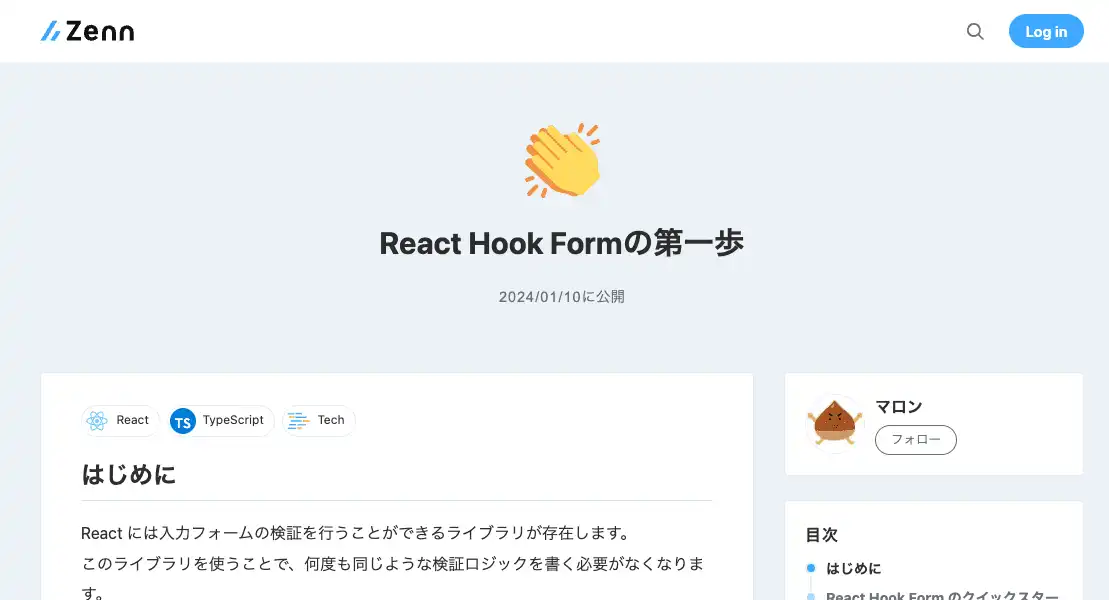 Zenn
Log in
React Hook Formの第一歩
2024/01/10に公開
React
TypeScript
Tech
はじめに
React には入力フォームの検証を行うことができるライブラリが存在します。
このライブラリを使うことで、何度も同じような検証ロジックを書く必要がなくなりま
す。
マロン
フォロー
目次
はじめに
React Hook Form のクイックスター